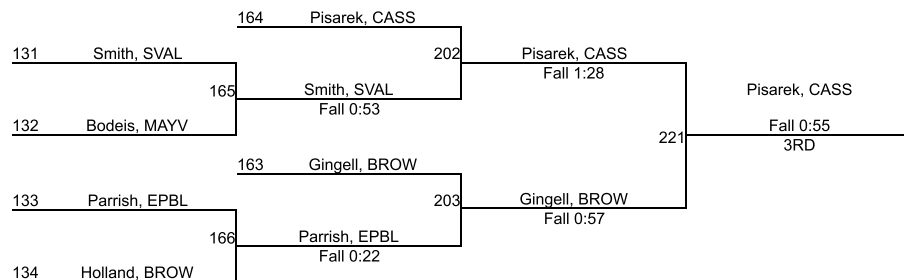 164 Pisarek, CASS
131 Smith, SVAL
202 Pisarek, CASS
Fall 1:28
165 Smith, SVAL
Fall 0:53
Pisarek, CASS
132 Bodeis, MAYV
Fall 0:55
221
3RD
163 Gingell, BROW
133 Parrish, EPBL
203 Gingell, BROW
Fall 0:57
166 Parrish, EPBL
Fall 0:22
134 Holland, BROW